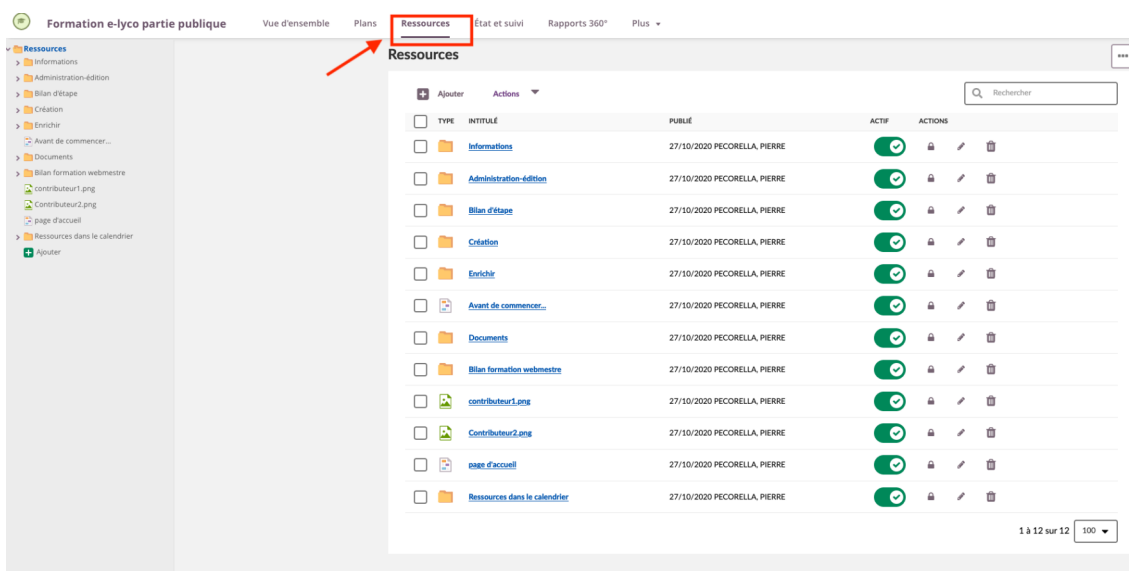 Formation e-lyco partie publique Vue d'ensemble Plans Ressources État et suivi Rapports 360° Plus
Ressources
Informations
Administration-édition
Bilan d'étape
Création
Enrichir
Avant de commencer...
Documents
Bilan formation webmestre
contributeur1.png
Contributeur2.png
page d'accueil
Ressources dans le calendrier
Ajouter
Ressources
Ajouter Actions Rechercher
TYPE INTITULÉ PUBLIÉ ACTIF ACTIONS
Informations 27/10/2020 PECORELLA, PIERRE
Administration-édition 27/10/2020 PECORELLA, PIERRE
Bilan d'étape 27/10/2020 PECORELLA, PIERRE
Création 27/10/2020 PECORELLA, PIERRE
Enrichir 27/10/2020 PECORELLA, PIERRE
Avant de commencer... 27/10/2020 PECORELLA, PIERRE
Documents 27/10/2020 PECORELLA, PIERRE
Bilan formation webmestre 27/10/2020 PECORELLA, PIERRE
contributeur1.png 27/10/2020 PECORELLA, PIERRE
Contributeur2.png 27/10/2020 PECORELLA, PIERRE
page d'accueil 27/10/2020 PECORELLA, PIERRE
Ressources dans le calendrier 27/10/2020 PECORELLA, PIERRE
1 à 12 sur 12 100